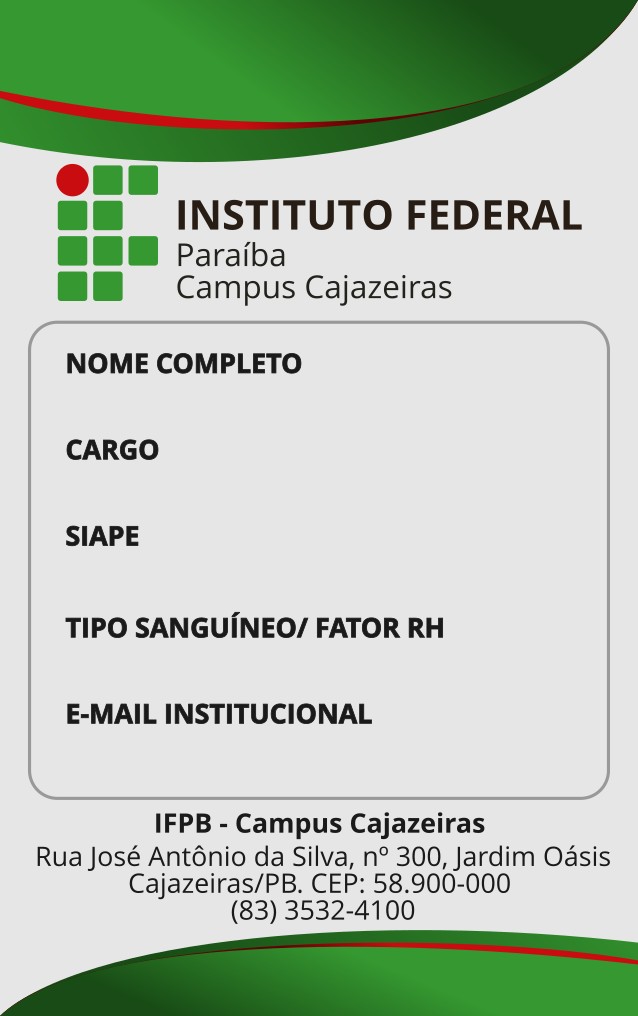 INSTITUTO FEDERAL
Paraíba
Campus Cajazeiras
NOME COMPLETO
CARGO
SIAPE
TIPO SANGUÍNEO/ FATOR RH
E-MAIL INSTITUCIONAL
IFPB - Campus Cajazeiras
Rua José Antônio da Silva, nº 300, Jardim Oásis
Cajazeiras/PB. CEP: 58.900-000
(83) 3532-4100